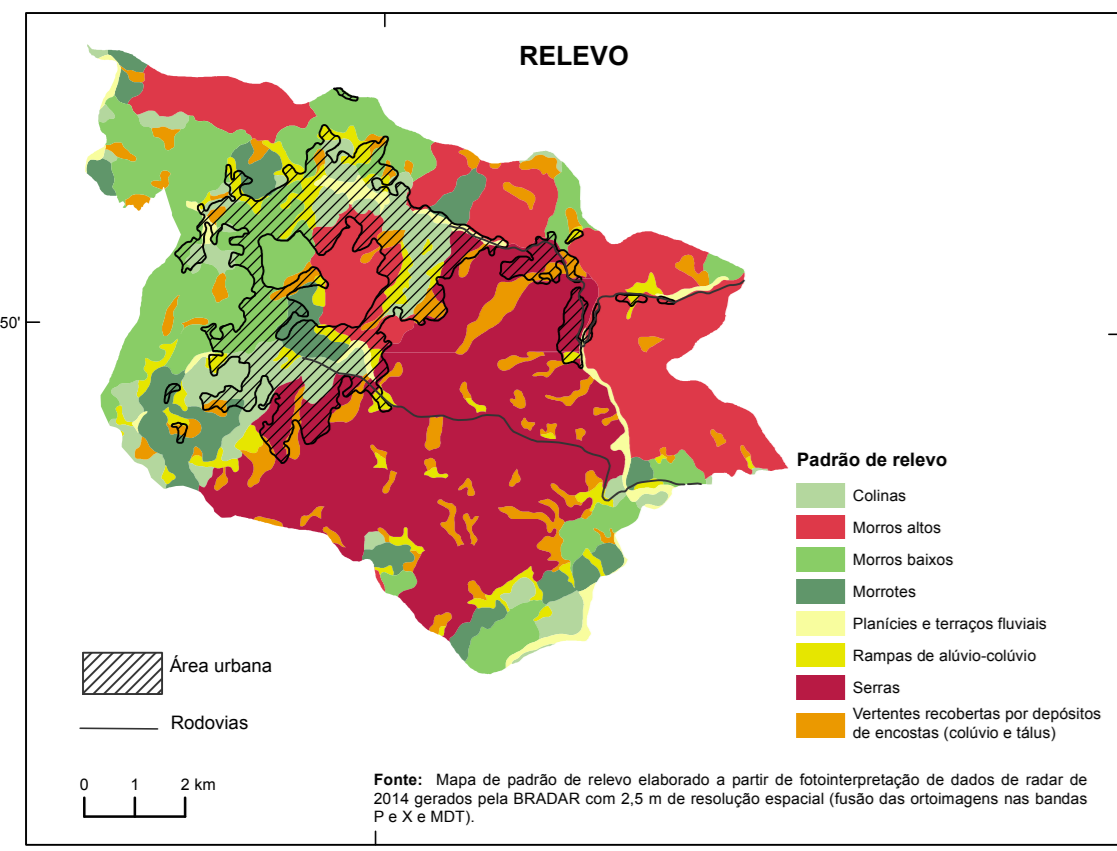 RELEVO
50'
Padrão de relevo
Colinas
Morros altos
Morros baixos
Morrotes
Planícies e terraços fluviais
Rampas de alúvio-colúvio
Serras
Vertentes recobertas por depósitos
de encostas (colúvio e tálus)
Área urbana
Rodovias
0 1 2 km
Fonte: Mapa de padrão de relevo elaborado a partir de fotointerpretação de dados de radar de
2014 gerados pela BRADAR com 2,5 m de resolução espacial (fusão das ortoimagens nas bandas
P e X e MDT).